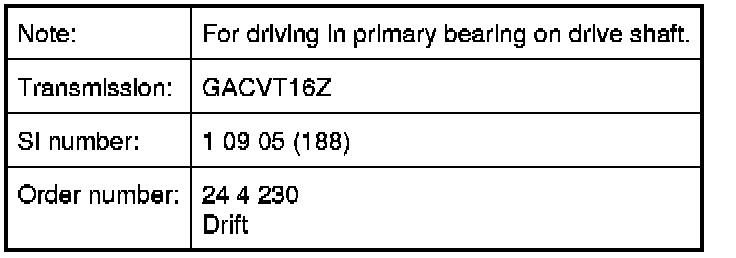 Note: For driving in primary bearing on drive shaft.
Transmission: GACVT16Z
SI number: 1 09 05 (188)
Order number: 24 4 230
Drift